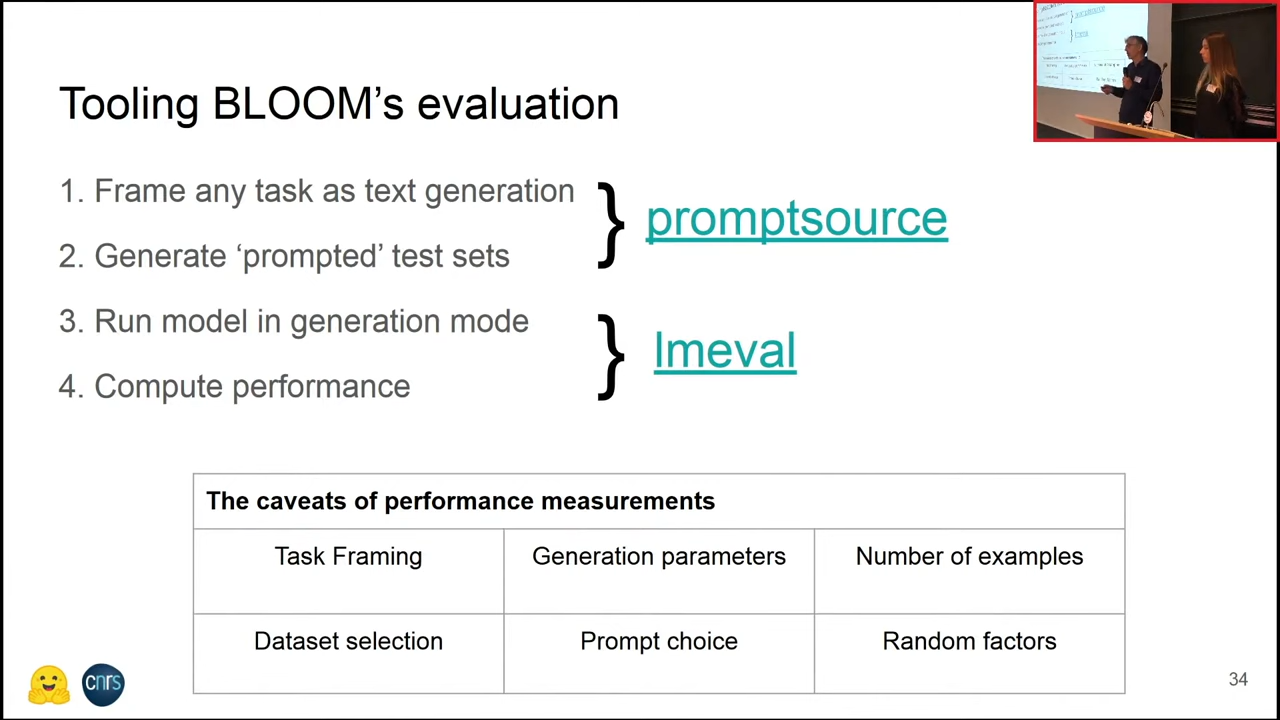 Tooling BLOOM’s evaluation
1. Frame any task as text generation
2. Generate ‘prompted’ test sets
} promptsource
3. Run model in generation mode
4. Compute performance
} lmeval
The caveats of performance measurements
Task Framing Generation parameters Number of examples
Dataset selection Prompt choice Random factors
cnrs
34